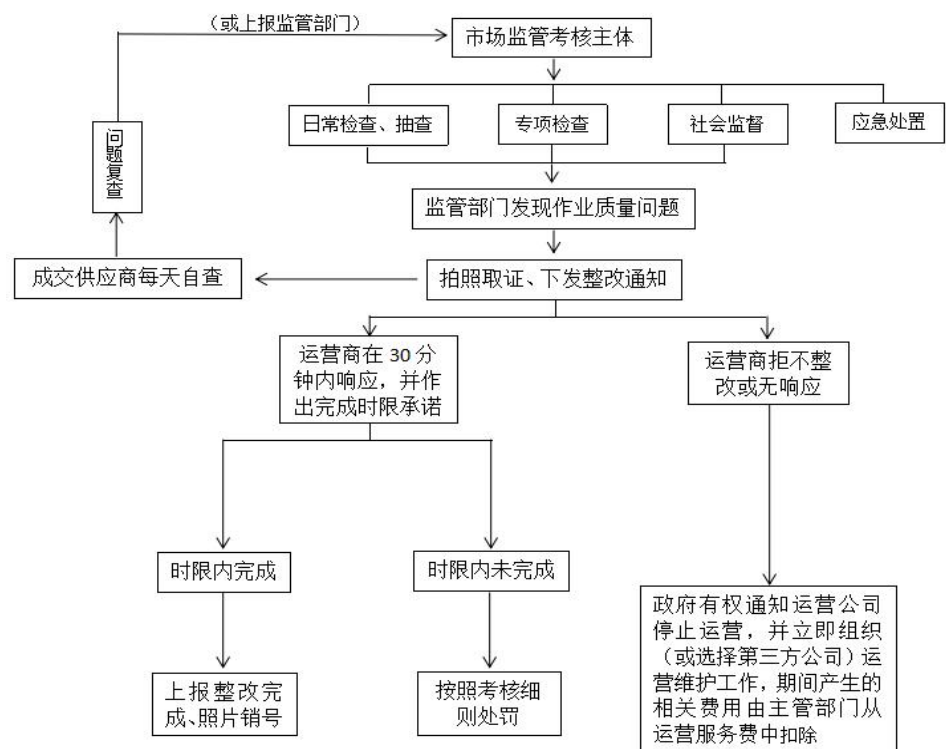 （或上报监管部门）
市场监管考核主体
日常检查、抽查
专项检查
社会监督
应急处置
问题复查
监管部门发现作业质量问题
成交供应商每天自查
拍照取证、下发整改通知
运营商在 30 分
钟内响应，并作
出完成时限承诺
运营商拒不整
改或无响应
时限内完成
时限内未完成
政府有权通知运营公司
停止运营，并立即组织
（或选择第三方公司）运
营维护工作，期间产生的
相关费用由主管部门从
运营服务费中扣除
上报整改完
成、照片销号
按照考核细
则处罚